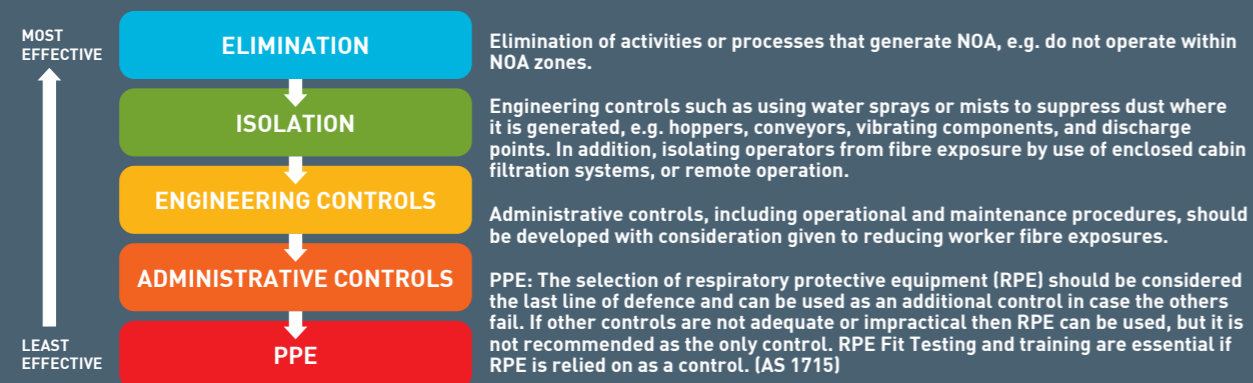 MOST
EFFECTIVE
ELIMINATION
Elimination of activities or processes that generate NOA, e.g. do not operate within
NOA zones.
ISOLATION
Engineering controls such as using water sprays or mists to suppress dust where
it is generated, e.g. hoppers, conveyors, vibrating components, and discharge
points. In addition, isolating operators from fibre exposure by use of enclosed cabin
filtration systems, or remote operation.
ENGINEERING CONTROLS
Administrative controls, including operational and maintenance procedures, should
be developed with consideration given to reducing worker fibre exposures.
ADMINISTRATIVE CONTROLS
PPE: The selection of respiratory protective equipment (RPE) should be considered
the last line of defence and can be used as an additional control in case the others
fail. If other controls are not adequate or impractical then RPE can be used, but it is
not recommended as the only control. RPE Fit Testing and training are essential if
RPE is relied on as a control. (AS 1715)
PPE
LEAST
EFFECTIVE